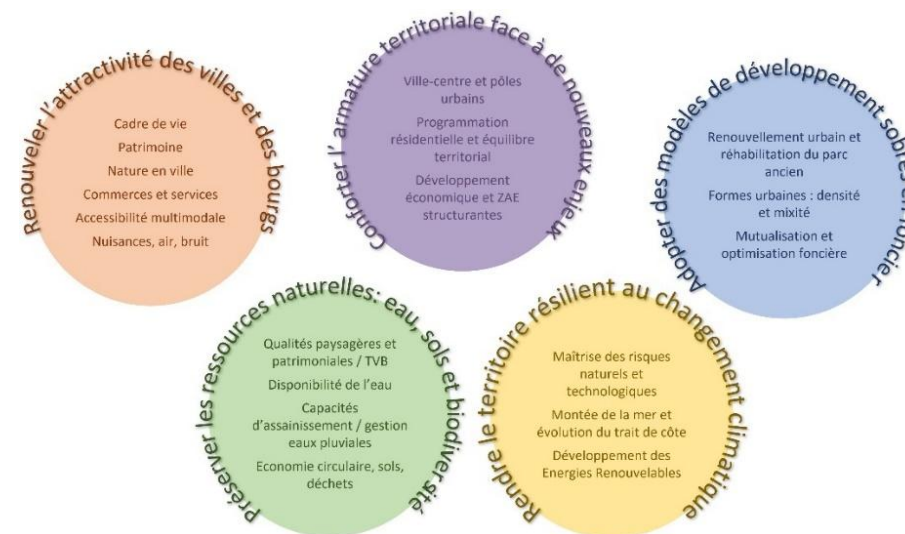 Renouveler l'attractivité des villes et des bourgs
Cadre de vie
Patrimoine
Nature en ville
Commerces et services
Accessibilité multimodale
Nuisances, air, bruit
Conforter l' armature territoriale face à de nouveaux enjeux
Ville-centre et pôles
urbains
Programmation
résidentielle et équilibre
territorial
Développement
économique et ZAE
structurantes
Adopter des modèles de développement sobres en foncier
Renouvellement urbain et
réhabilitation du parc
ancien
Formes urbaines : densité
et mixité
Mutualisation et
optimisation foncière
Préserver les ressources naturelles: eau, sols et biodiversité
Qualités paysagères et
patrimoniales / TVB
Disponibilité de l'eau
Capacités
d'assainissement / gestion
eaux pluviales
Economie circulaire, sols,
déchets
Rendre le territoire résilient au changement climatique
Maîtrise des risques
naturels et
technologiques
Montée de la mer et
évolution du trait de côte
Développement des
Energies Renouvelables